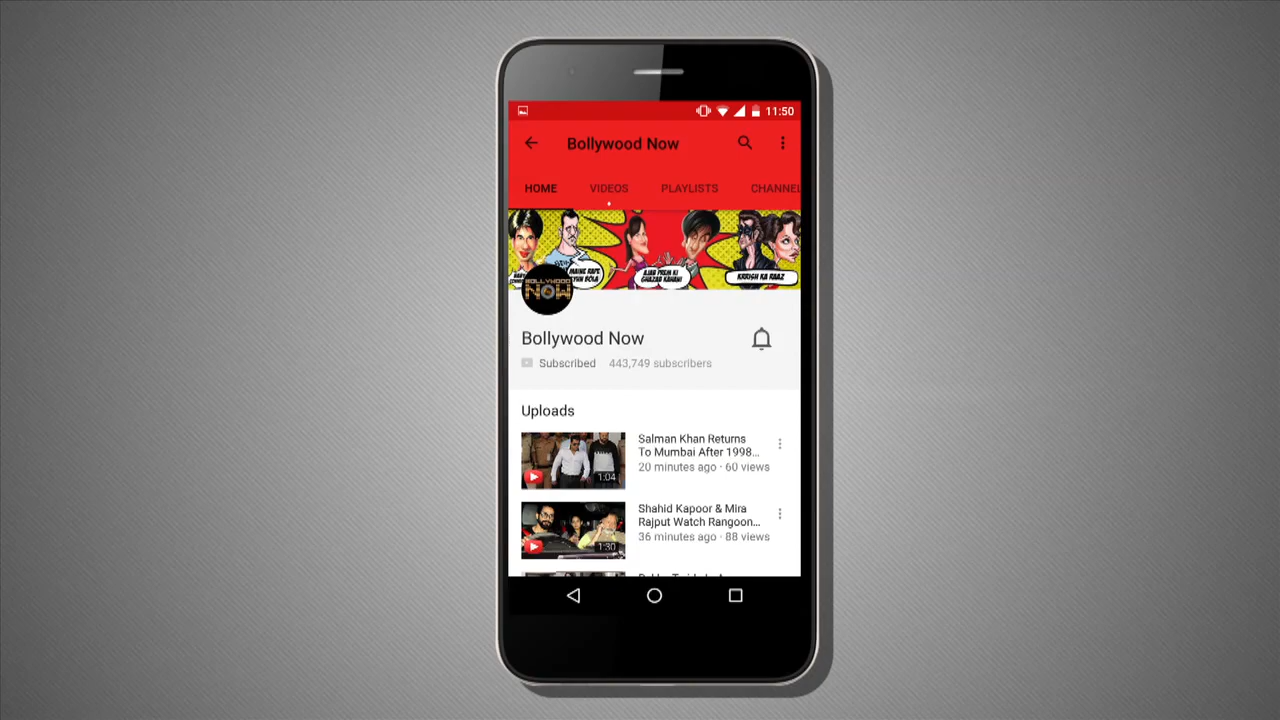 11:50
Bollywood Now
HOME VIDEOS PLAYLISTS CHANNEL
MAINE
BOLA
AJAB PREM KI
GHAZAB KAHANI
KRRISH KA RAAZ
BOLLYWOOD
NOW
Bollywood Now
Subscribed 443,749 subscribers
Uploads
Salman Khan Returns
To Mumbai After 1998...
20 minutes ago · 60 views
1:04
Shahid Kapoor & Mira
Rajput Watch Rangoon...
36 minutes ago · 88 views
1:30